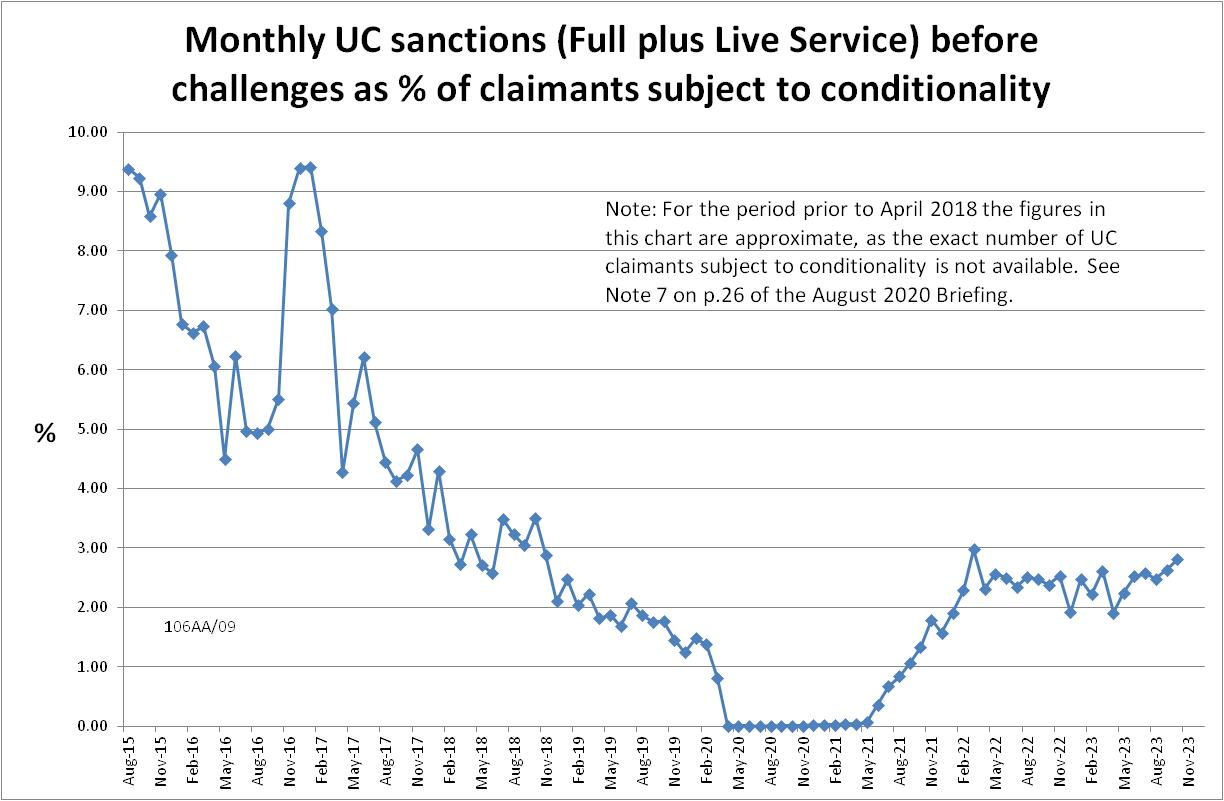 Monthly UC sanctions (Full plus Live Service) before
challenges as % of claimants subject to conditionality
10.00
9.00
8.00
7.00
6.00
5.00
4.00
3.00
2.00
1.00
0.00
%
Note: For the period prior to April 2018 the figures in
this chart are approximate, as the exact number of UC
claimants subject to conditionality is not available. See
Note 7 on p.26 of the August 2020 Briefing.
106AA/09
Aug-15
Nov-15
Feb-16
May-16
Aug-16
Nov-16
Feb-17
May-17
Aug-17
Nov-17
Feb-18
May-18
Aug-18
Nov-18
Feb-19
May-19
Aug-19
Nov-19
Feb-20
May-20
Aug-20
Nov-20
Feb-21
May-21
Aug-21
Nov-21
Feb-22
May-22
Aug-22
Nov-22
Feb-23
May-23
Aug-23
Nov-23